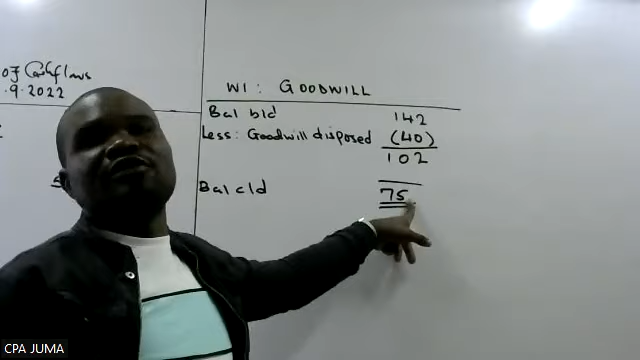 of Cashflows
.9.2022
W1: GOODWILL
Bal b/d 142
Less: Goodwill disposed (40)
102
Bal c/d 75
CPA JUMA